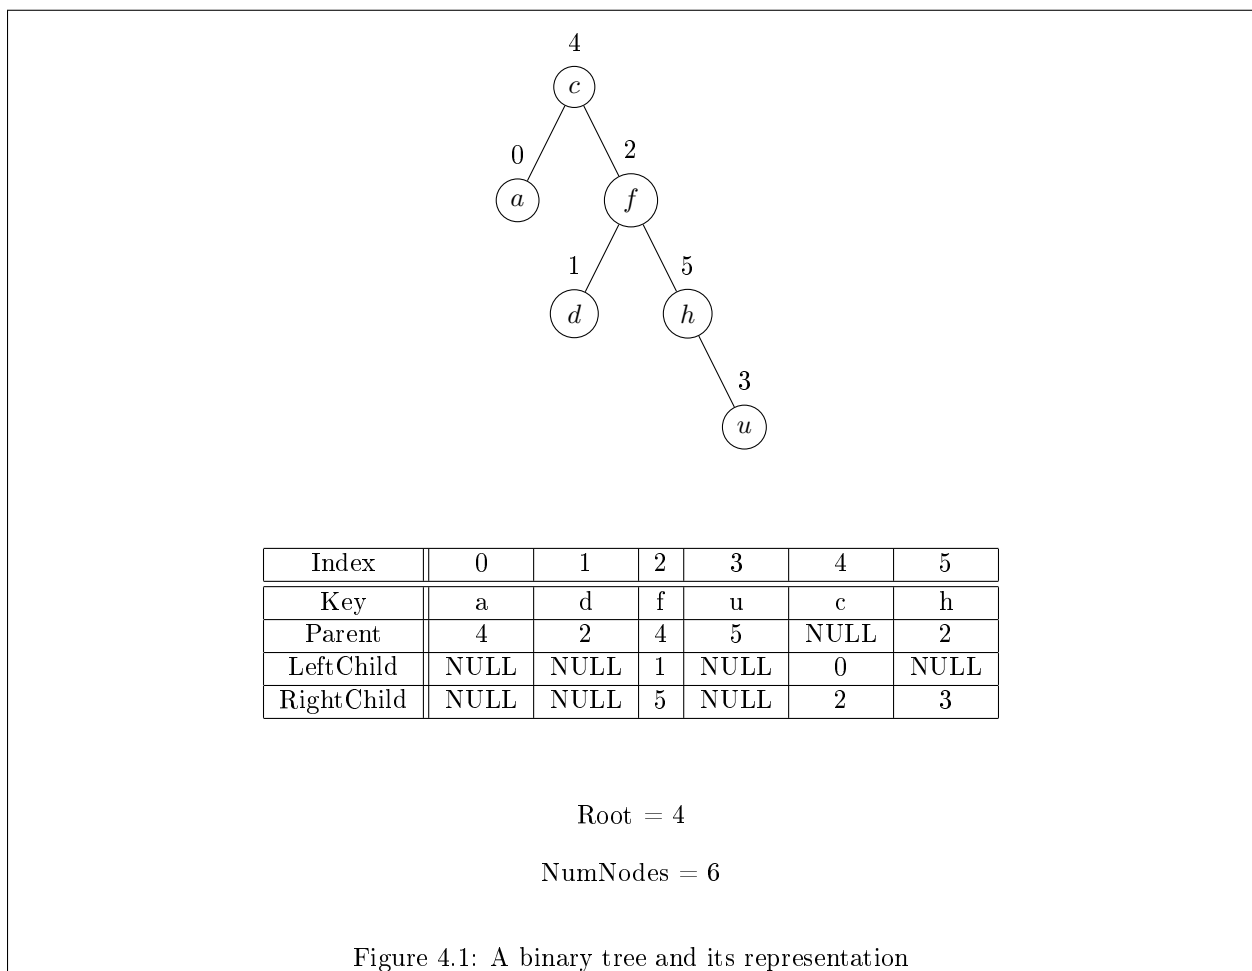 4
c
0 2
a f
1 5
d h
3
u
Index 0 1 2 3 4 5
Key a d f u c h
Parent 4 2 4 5 NULL 2
LeftChild NULL NULL 1 NULL 0 NULL
RightChild NULL NULL 5 NULL 2 3
Root = 4
NumNodes = 6
Figure 4.1: A binary tree and its representation